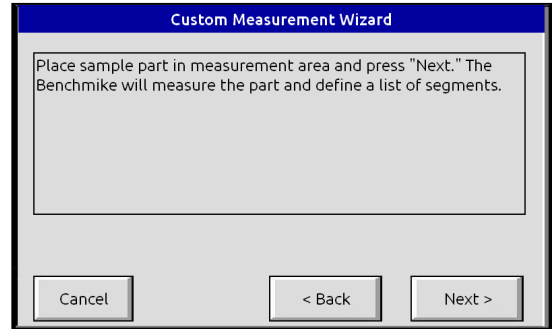 Custom Measurement Wizard
Place sample part in measurement area and press "Next." The
Benchmike will measure the part and define a list of segments.
Cancel
< Back
Next >